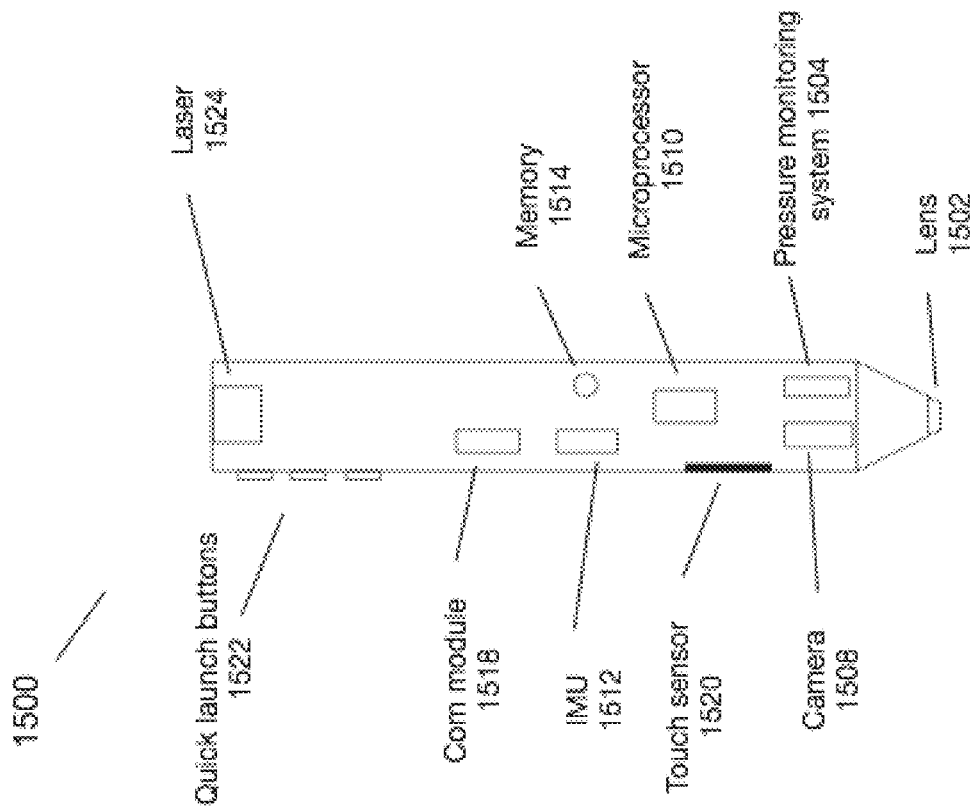 1500
Laser
1524
Quick launch buttons
1522
Com module
1518
Memory
1514
IMU
1512
Microprocessor
1510
Touch sensor
1520
Pressure monitoring
system 1504
Camera
1508
Lens
1502